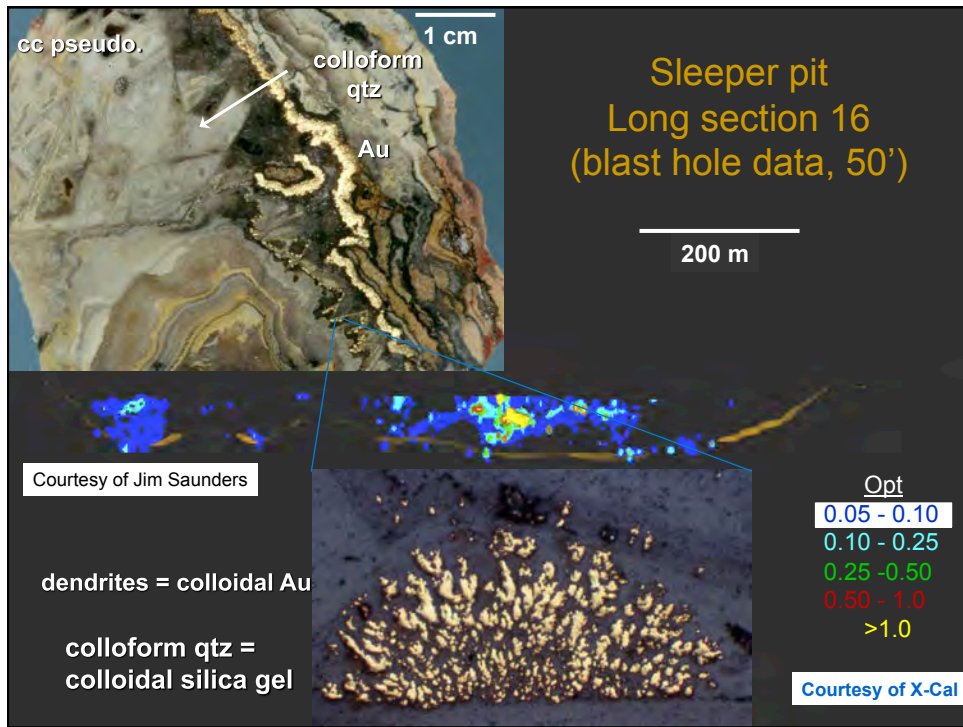 cc pseudo.
1 cm
colloform
qtz
Au
Sleeper pit
Long section 16
(blast hole data, 50’)
200 m
Courtesy of Jim Saunders
Opt
0.05 - 0.10
0.10 - 0.25
0.25 -0.50
0.50 - 1.0
>1.0
dendrites = colloidal Au
colloform qtz =
colloidal silica gel
Courtesy of X-Cal